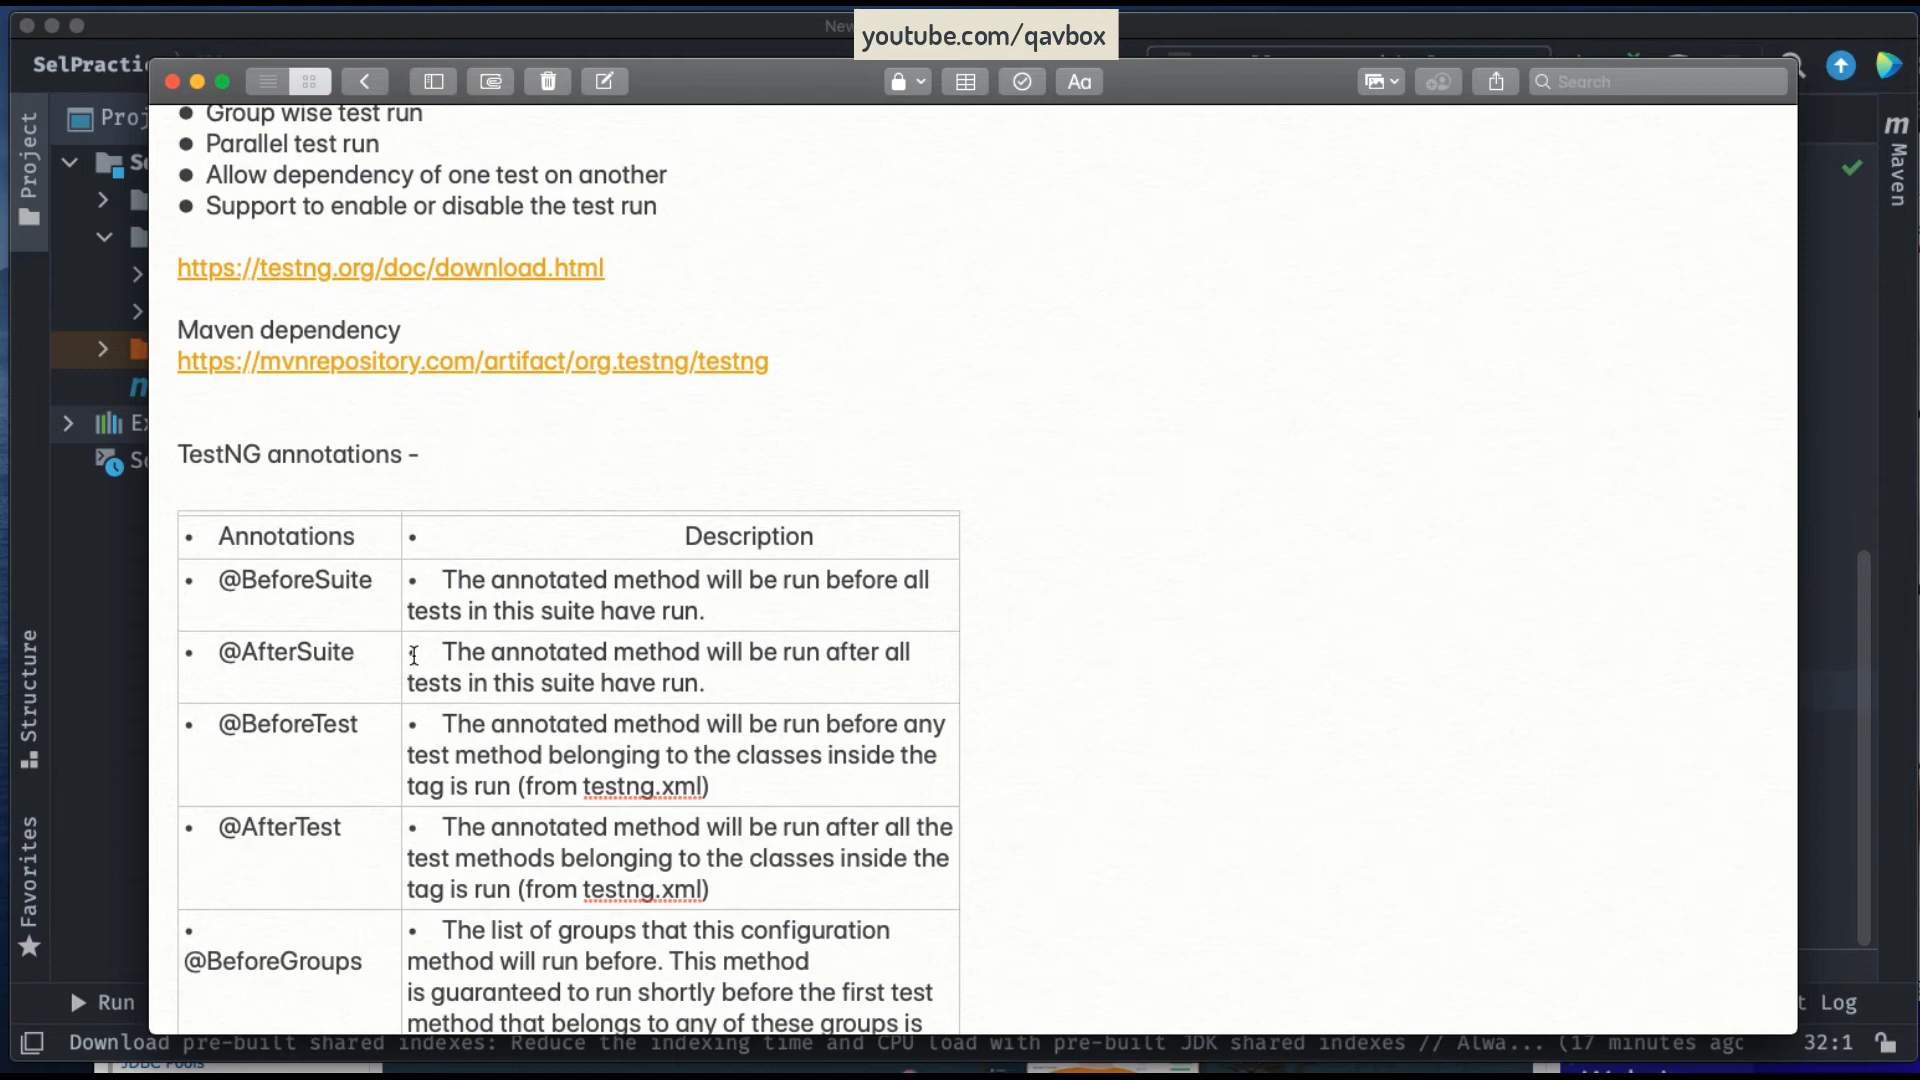 youtube.com/qavbox
SelPractic
Search
Project
Maven
Structure
Favorites
● Group wise test run
● Parallel test run
● Allow dependency of one test on another
● Support to enable or disable the test run
https://testng.org/doc/download.html
Maven dependency
https://mvnrepository.com/artifact/org.testng/testng
TestNG annotations -
• Annotations
• Description
• @BeforeSuite
• The annotated method will be run before all
tests in this suite have run.
• @AfterSuite
The annotated method will be run after all
tests in this suite have run.
• @BeforeTest
• The annotated method will be run before any
test method belonging to the classes inside the
tag is run (from testng.xml)
• @AfterTest
• The annotated method will be run after all the
test methods belonging to the classes inside the
tag is run (from testng.xml)
•
@BeforeGroups
• The list of groups that this configuration
method will run before. This method
is guaranteed to run shortly before the first test
method that belongs to any of these groups is
Run
t Log
Download pre-built shared indexes: Reduce the indexing time and CPU load with pre-built JDK shared indexes // Alwa... (17 minutes ago
32:1